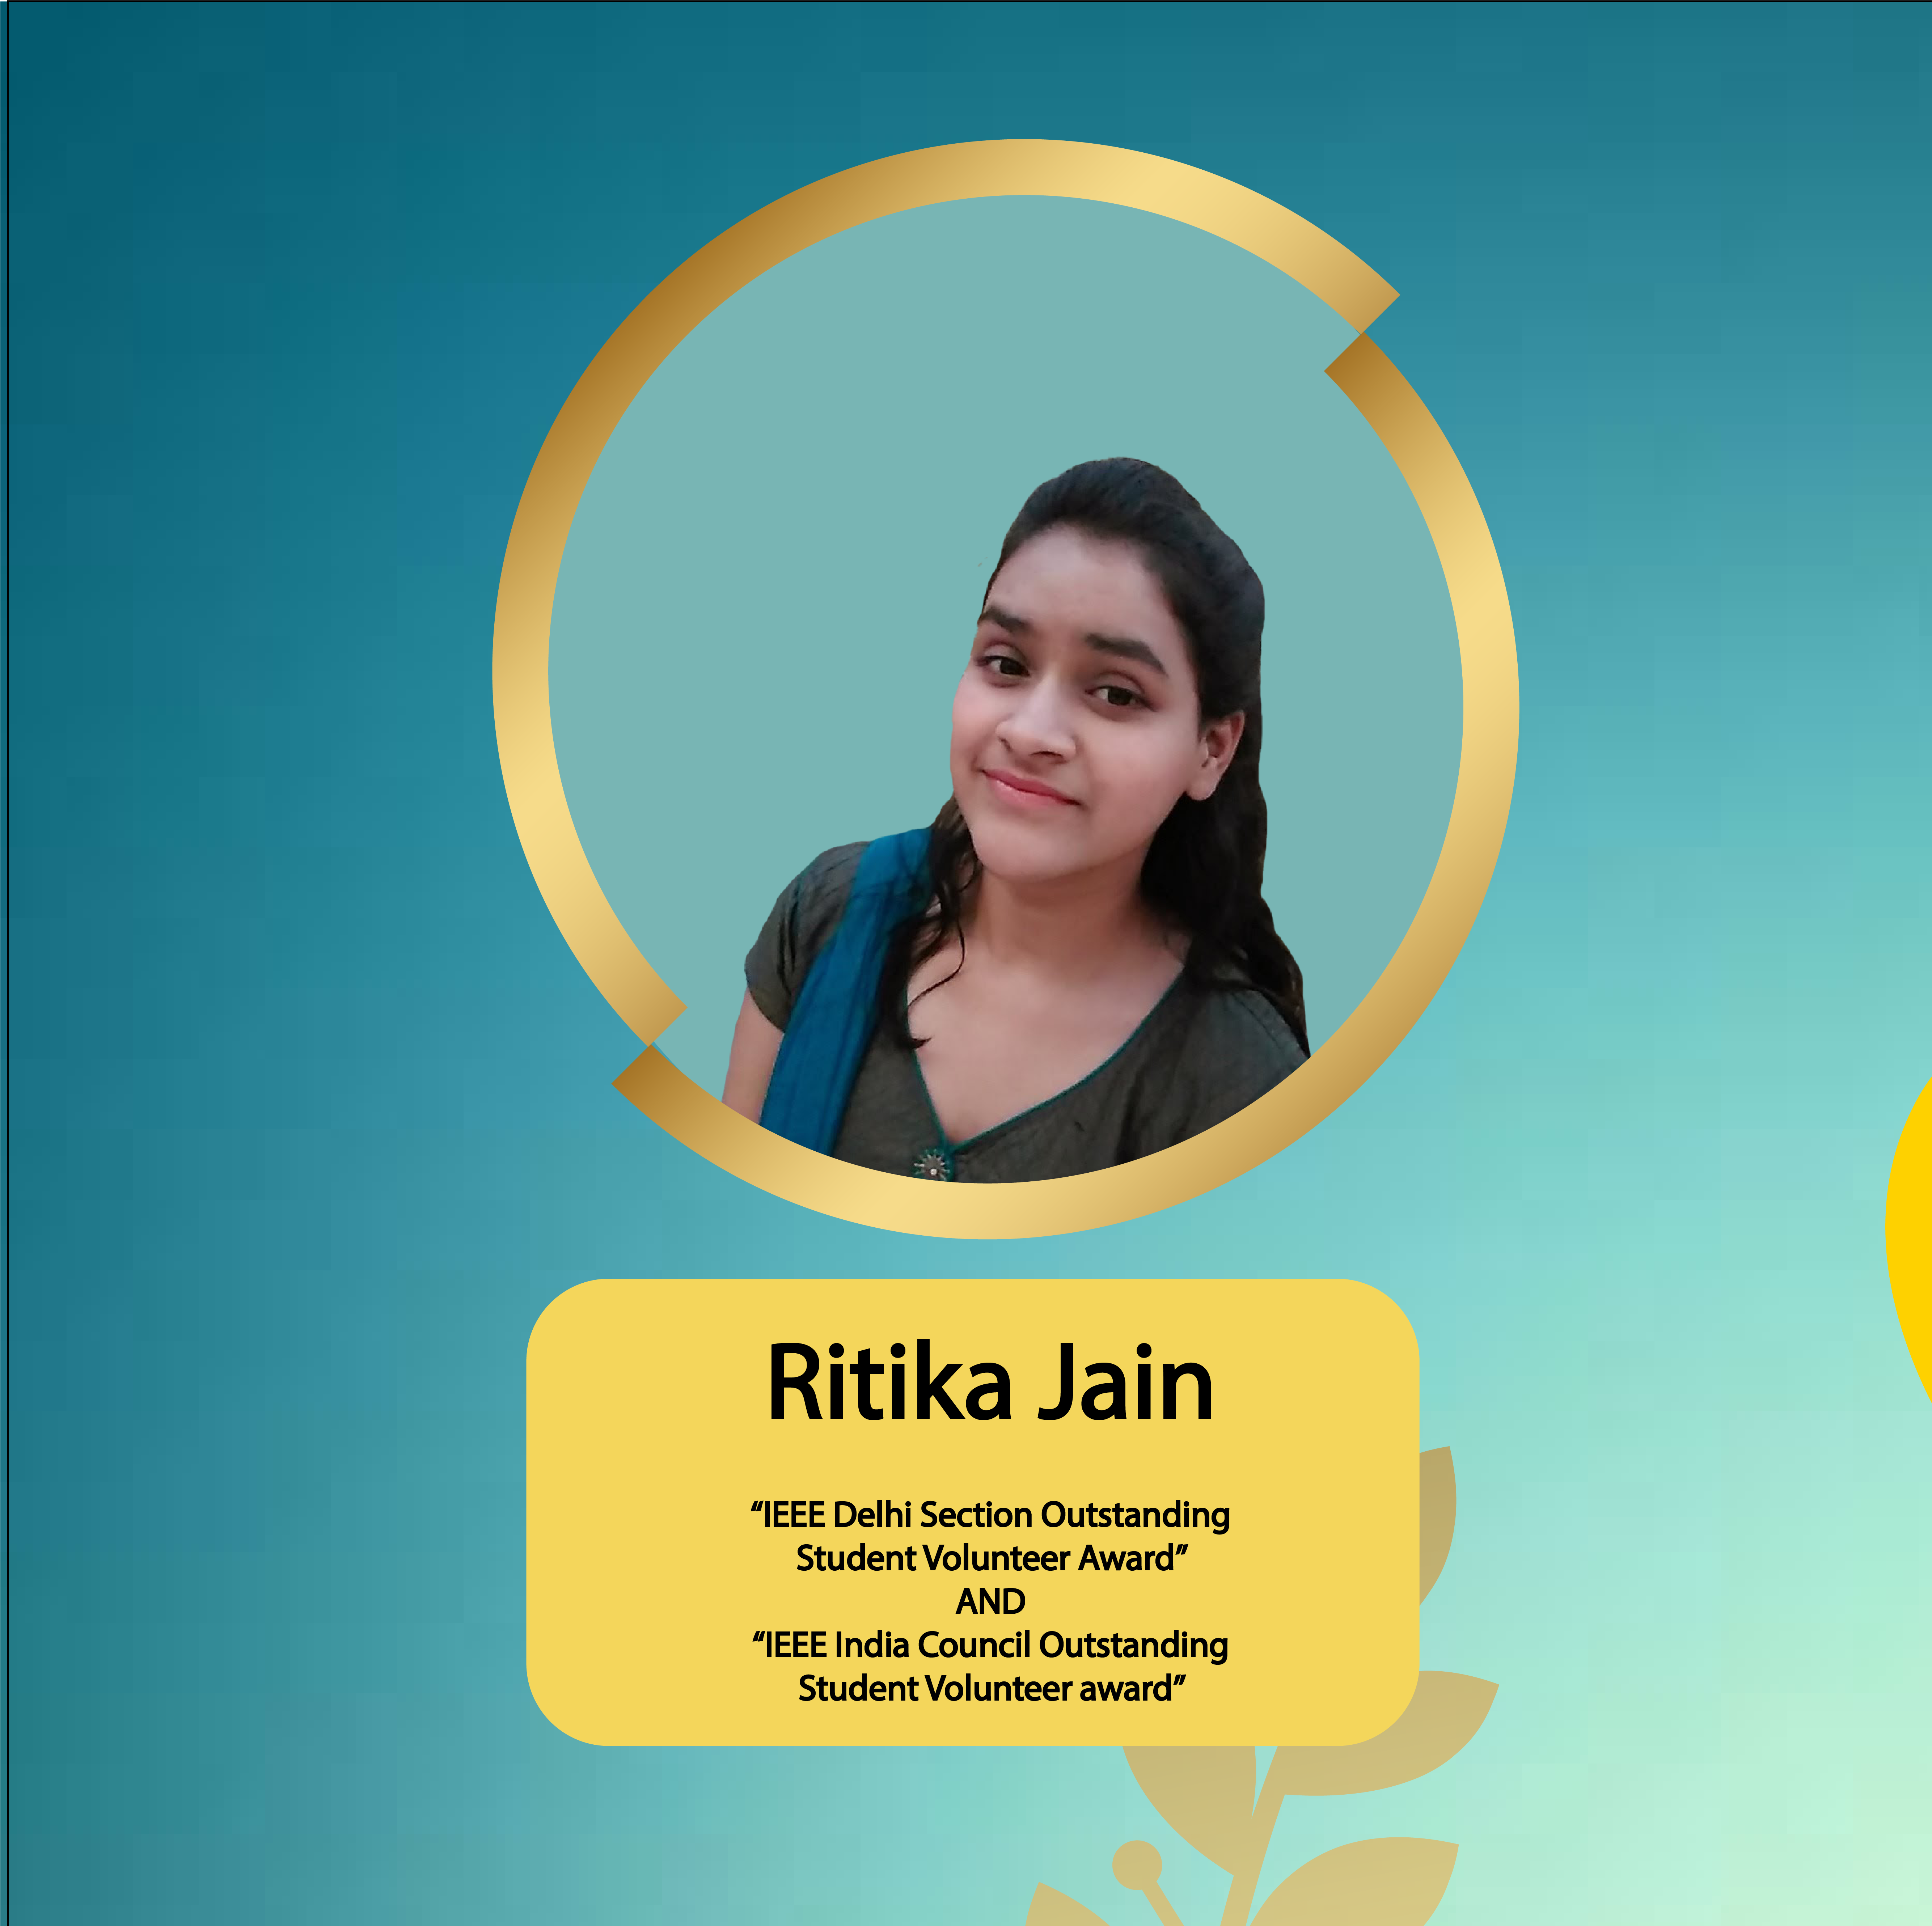 Ritika Jain
“IEEE Delhi Section Outstanding
Student Volunteer Award”
AND
“IEEE India Council Outstanding
Student Volunteer award”